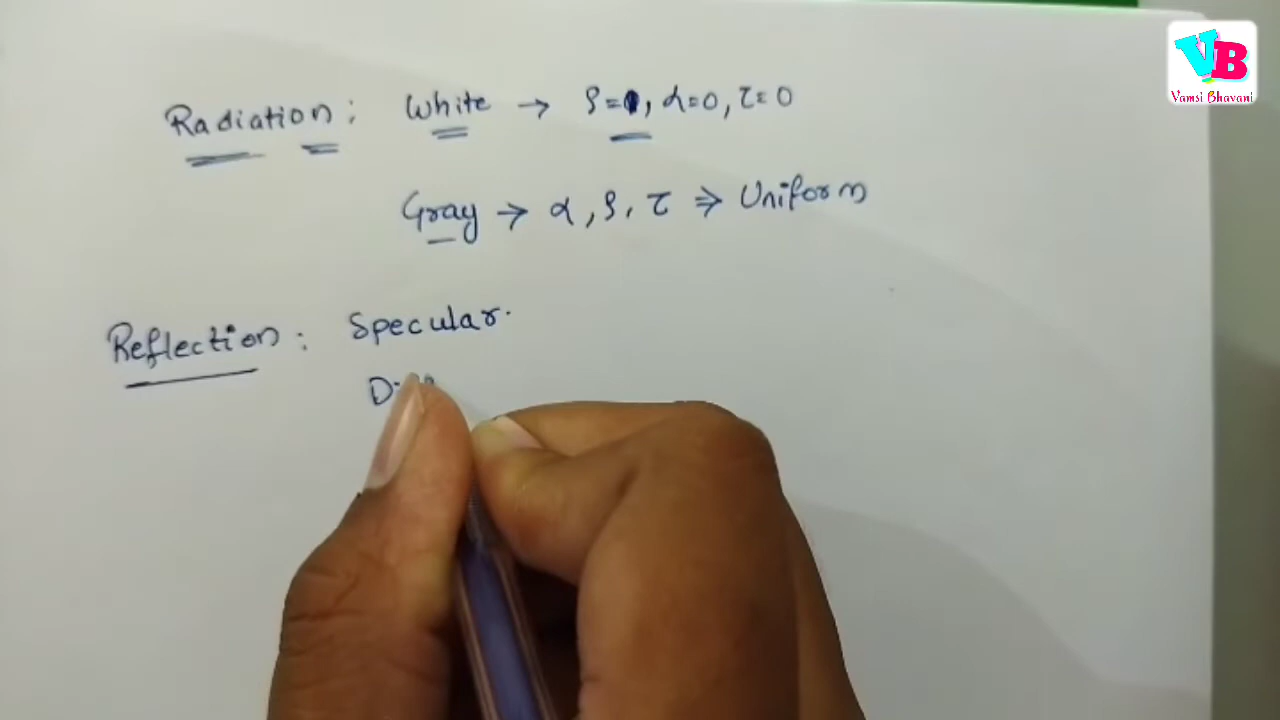 VB
Vamsi Bhavani
Radiation: White → ρ=1, α=0, τ=0
Gray → α, ρ, τ ⇒ Uniform
Reflection: Specular.